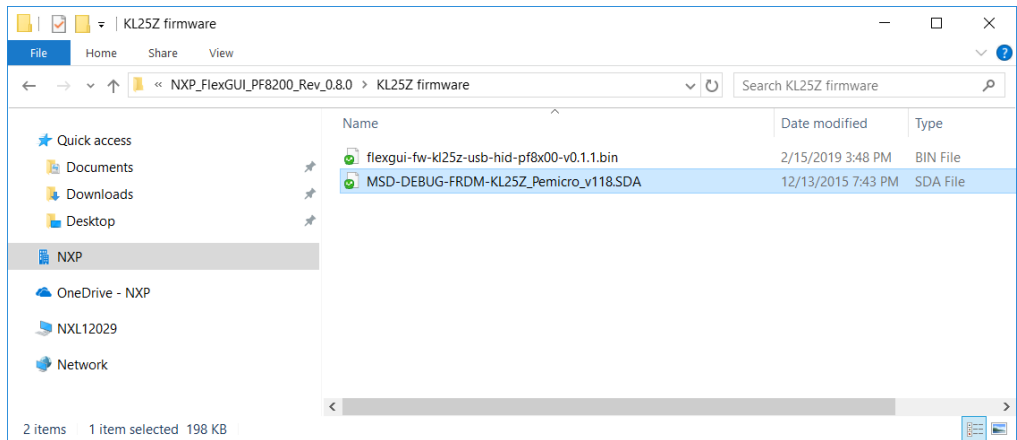 KL25Z firmware
File Home Share View
« NXP_FlexGUI_PF8200_Rev_0.8.0 > KL25Z firmware Search KL25Z firmware
Name Date modified Type
Quick access
flexgui-fw-kl25z-usb-hid-pf8x00-v0.1.1.bin 2/15/2019 3:48 PM BIN File
Documents
MSD-DEBUG-FRDM-KL25Z_Pemicro_v118.SDA 12/13/2015 7:43 PM SDA File
Downloads
Desktop
NXP
OneDrive - NXP
NXL12029
Network
2 items 1 item selected 198 KB